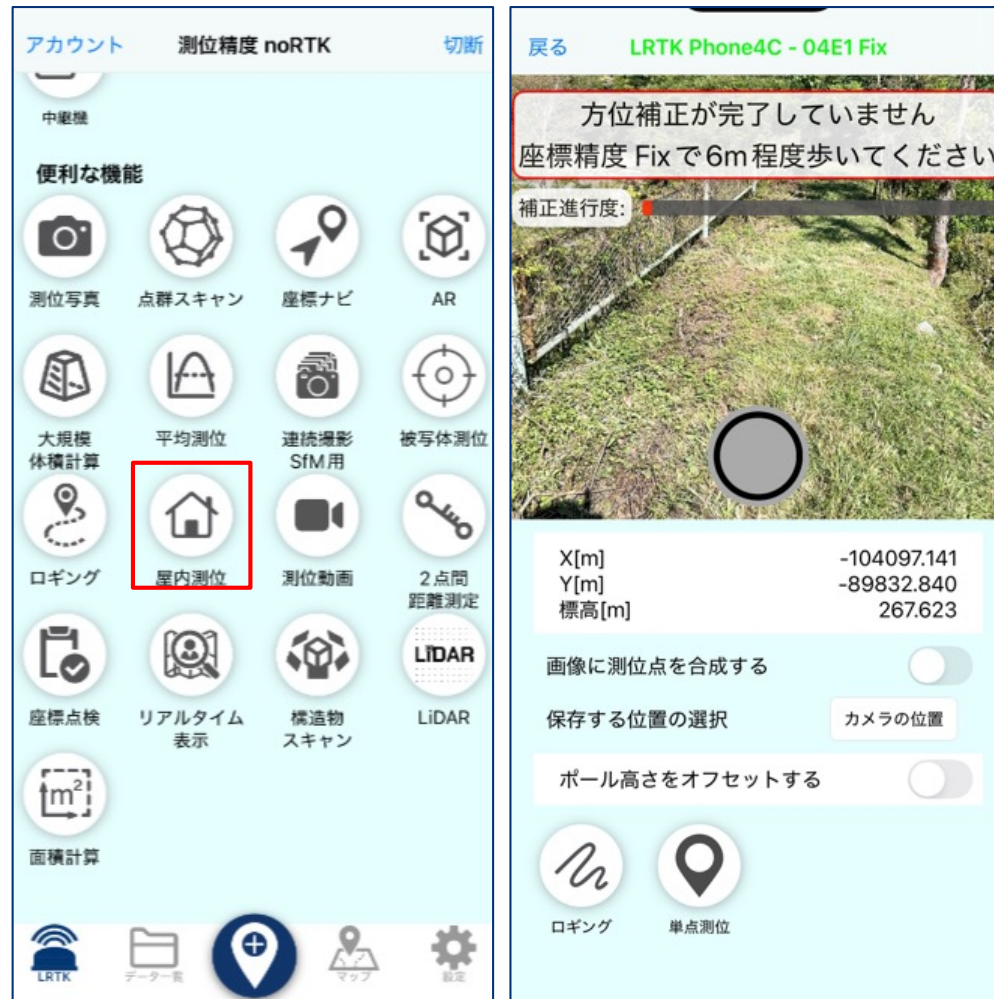 アカウント
測位精度 noRTK
切断
中継機
便利な機能
測位写真
点群スキャン
座標ナビ
AR
大規模
体積計算
平均測位
連続撮影
SfM用
被写体測位
ロギング
屋内測位
測位動画
2点間
距離測定
座標点検
リアルタイム
表示
構造物
スキャン
LiDAR
LiDAR
m²
面積計算
LRTK
データ一覧
マップ
設定
戻る
LRTK Phone4C - 04E1 Fix
方位補正が完了していません
座標精度 Fixで6m程度歩いてください
補正進行度:
X[m] -104097.141
Y[m] -89832.840
標高[m] 267.623
画像に測位点を合成する
保存する位置の選択 カメラの位置
ポール高さをオフセットする
ロギング
単点測位